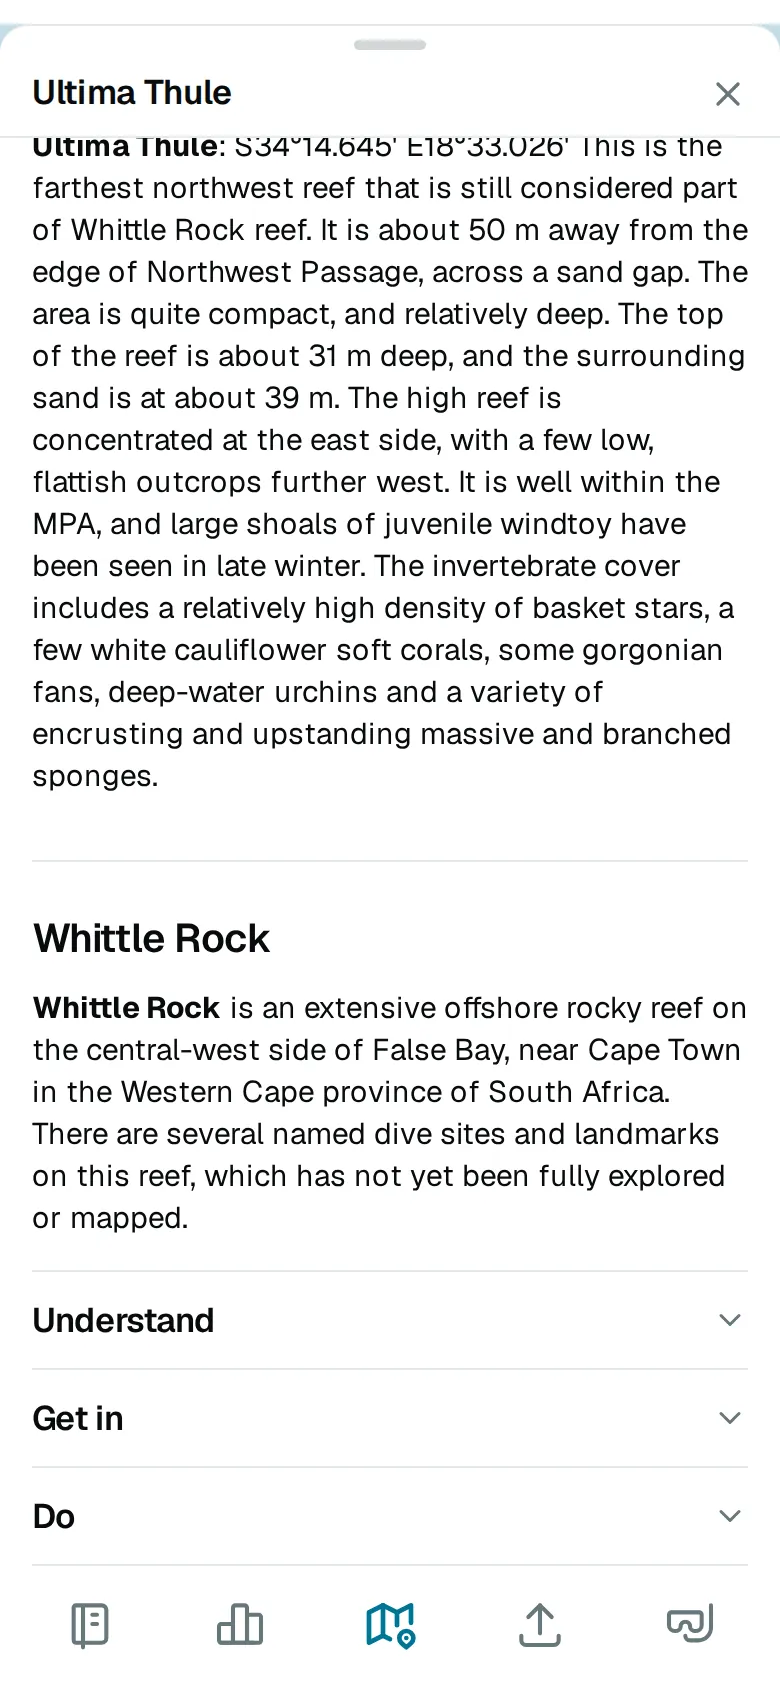 Ultima Thule
Ultima Thule: S34°14.645' E18°33.026' This is the
farthest northwest reef that is still considered part
of Whittle Rock reef. It is about 50 m away from the
edge of Northwest Passage, across a sand gap. The
area is quite compact, and relatively deep. The top
of the reef is about 31 m deep, and the surrounding
sand is at about 39 m. The high reef is
concentrated at the east side, with a few low,
flattish outcrops further west. It is well within the
MPA, and large shoals of juvenile windtoy have
been seen in late winter. The invertebrate cover
includes a relatively high density of basket stars, a
few white cauliflower soft corals, some gorgonian
fans, deep-water urchins and a variety of
encrusting and upstanding massive and branched
sponges.
Whittle Rock
Whittle Rock is an extensive offshore rocky reef on
the central-west side of False Bay, near Cape Town
in the Western Cape province of South Africa.
There are several named dive sites and landmarks
on this reef, which has not yet been fully explored
or mapped.
Understand
Get in
Do